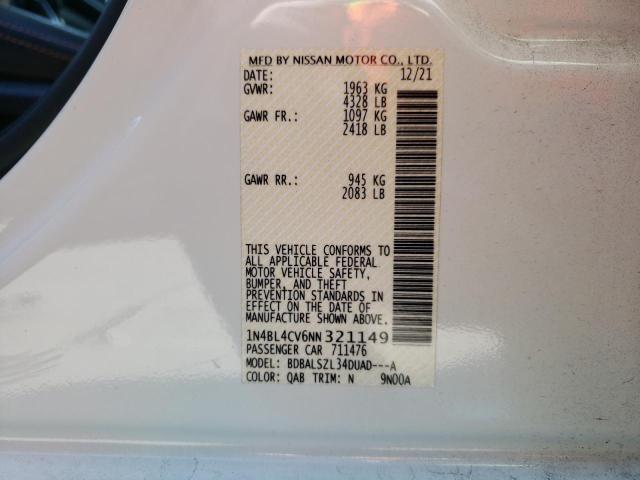 MFD BY NISSAN MOTOR CO., LTD.
DATE: 12/21
GVWR: 1963 KG
4328 LB
GAWR FR.: 1097 KG
2418 LB
GAWR RR.: 945 KG
2083 LB
THIS VEHICLE CONFORMS TO
ALL APPLICABLE FEDERAL
MOTOR VEHICLE SAFETY,
BUMPER, AND THEFT
PREVENTION STANDARDS IN
EFFECT ON THE DATE OF
MANUFACTURE SHOWN ABOVE.
1N4BL4CV6NN321149
PASSENGER CAR 711476
MODEL: BDBALSZL34DUAD---A
COLOR: QAB TRIM: N 9N00A